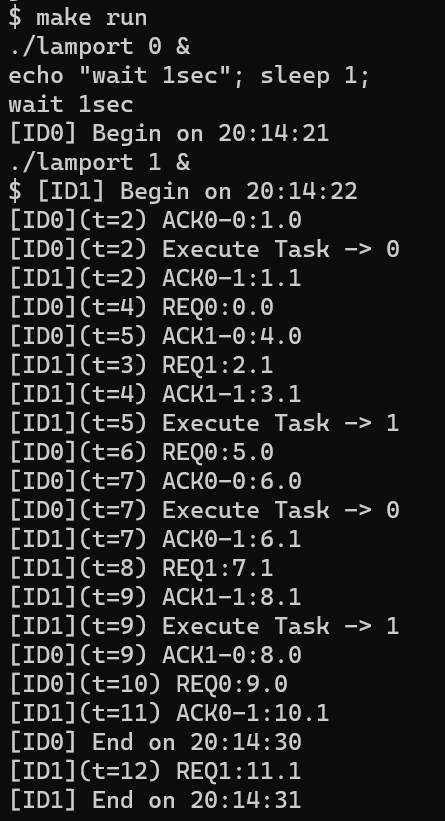 $ make run
./lamport 0 &
echo "wait 1sec"; sleep 1;
wait 1sec
[ID0] Begin on 20:14:21
./lamport 1 &
$ [ID1] Begin on 20:14:22
[ID0](t=2) ACK0-0:1.0
[ID0](t=2) Execute Task -> 0
[ID1](t=2) ACK0-1:1.1
[ID0](t=4) REQ0:0.0
[ID0](t=5) ACK1-0:4.0
[ID1](t=3) REQ1:2.1
[ID1](t=4) ACK1-1:3.1
[ID1](t=5) Execute Task -> 1
[ID0](t=6) REQ0:5.0
[ID0](t=7) ACK0-0:6.0
[ID0](t=7) Execute Task -> 0
[ID1](t=7) ACK0-1:6.1
[ID1](t=8) REQ1:7.1
[ID1](t=9) ACK1-1:8.1
[ID1](t=9) Execute Task -> 1
[ID0](t=9) ACK1-0:8.0
[ID0](t=10) REQ0:9.0
[ID1](t=11) ACK0-1:10.1
[ID0] End on 20:14:30
[ID1](t=12) REQ1:11.1
[ID1] End on 20:14:31